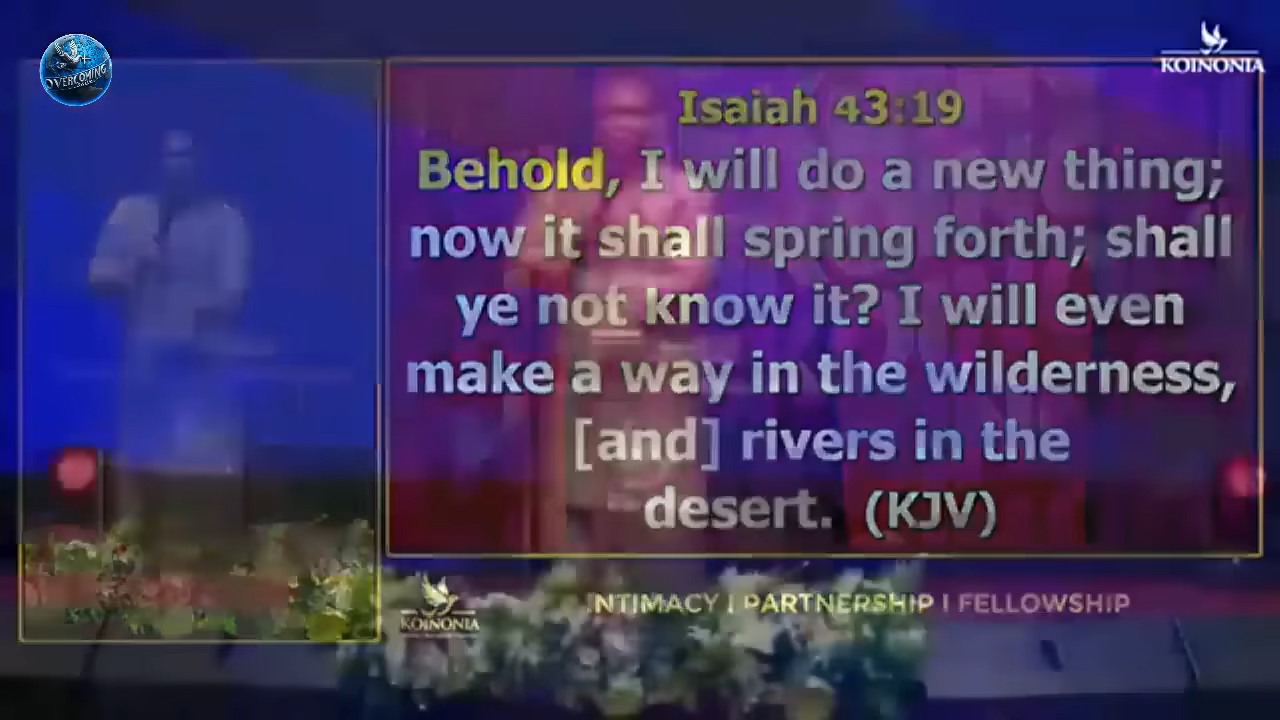 OVERCOMING
KOINONIA
Isaiah 43:19
Behold, I will do a new thing;
now it shall spring forth; shall
ye not know it? I will even
make a way in the wilderness,
[and] rivers in the
desert. (KJV)
KOINONIA
NTIMACY | PARTNERSHIP | FELLOWSHIP